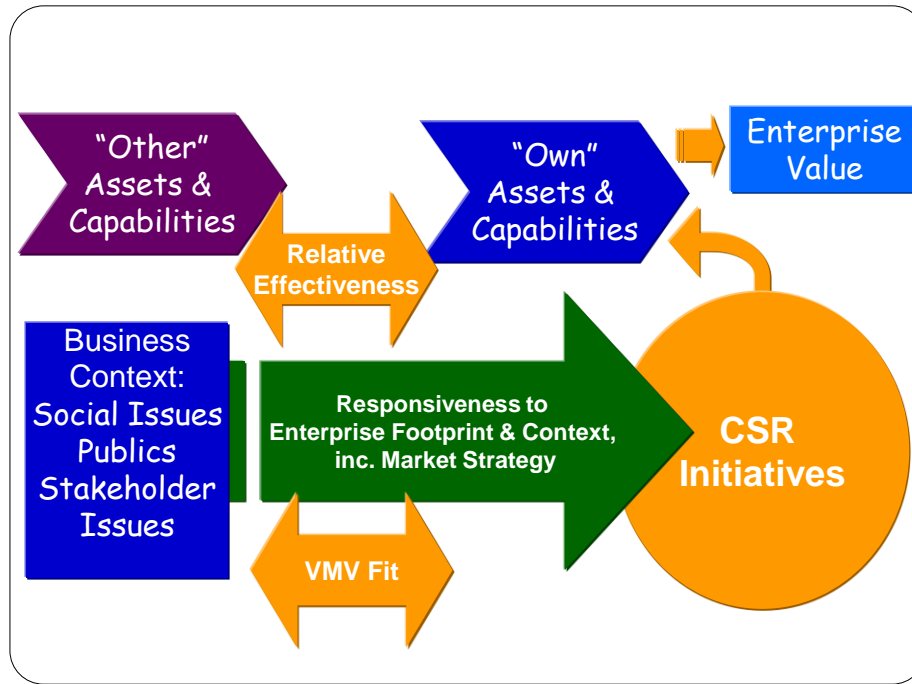 “Other”
Assets &
Capabilities
“Own”
Assets &
Capabilities
Enterprise
Value
Relative
Effectiveness
Business
Context:
Social Issues
Publics
Stakeholder
Issues
Responsiveness to
Enterprise Footprint & Context,
inc. Market Strategy
CSR
Initiatives
VMV Fit